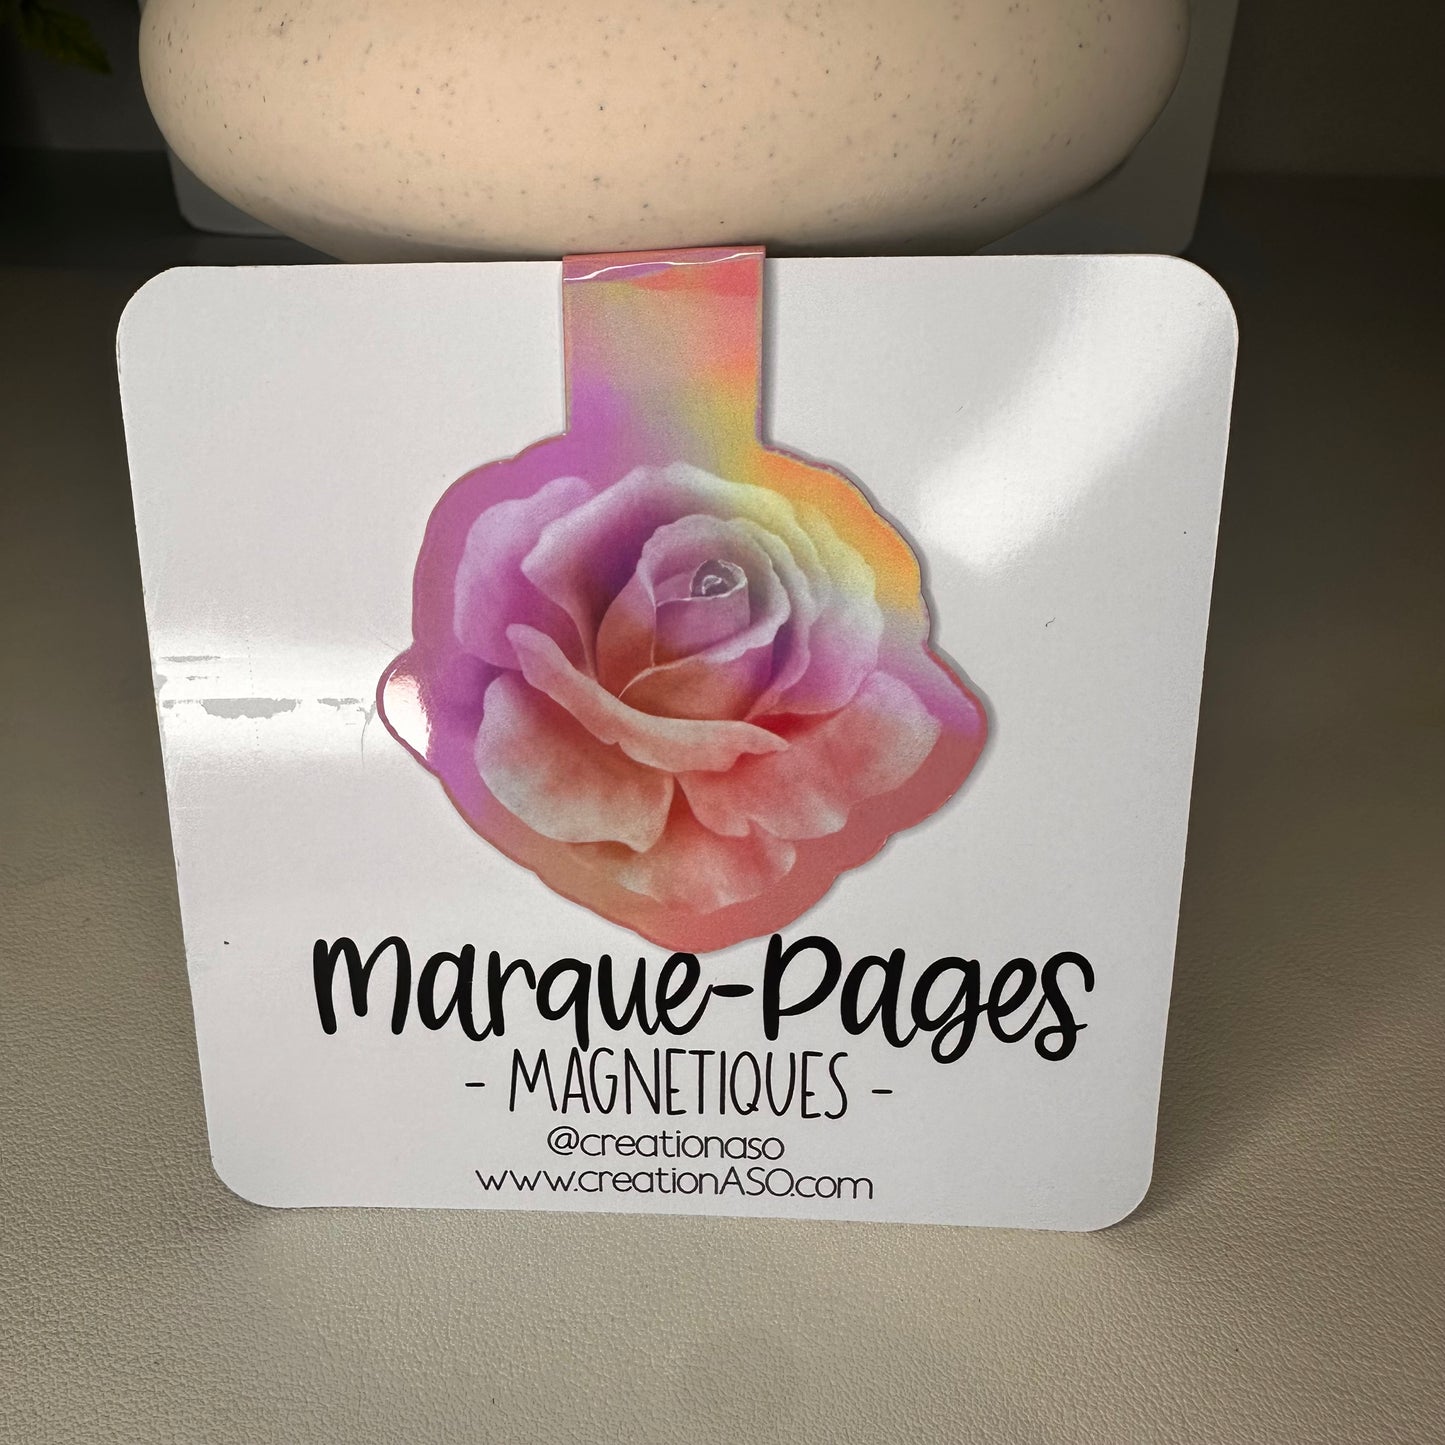 Marque-Pages
- MAGNETIQUES -
@creationaso
www.creationASO.com